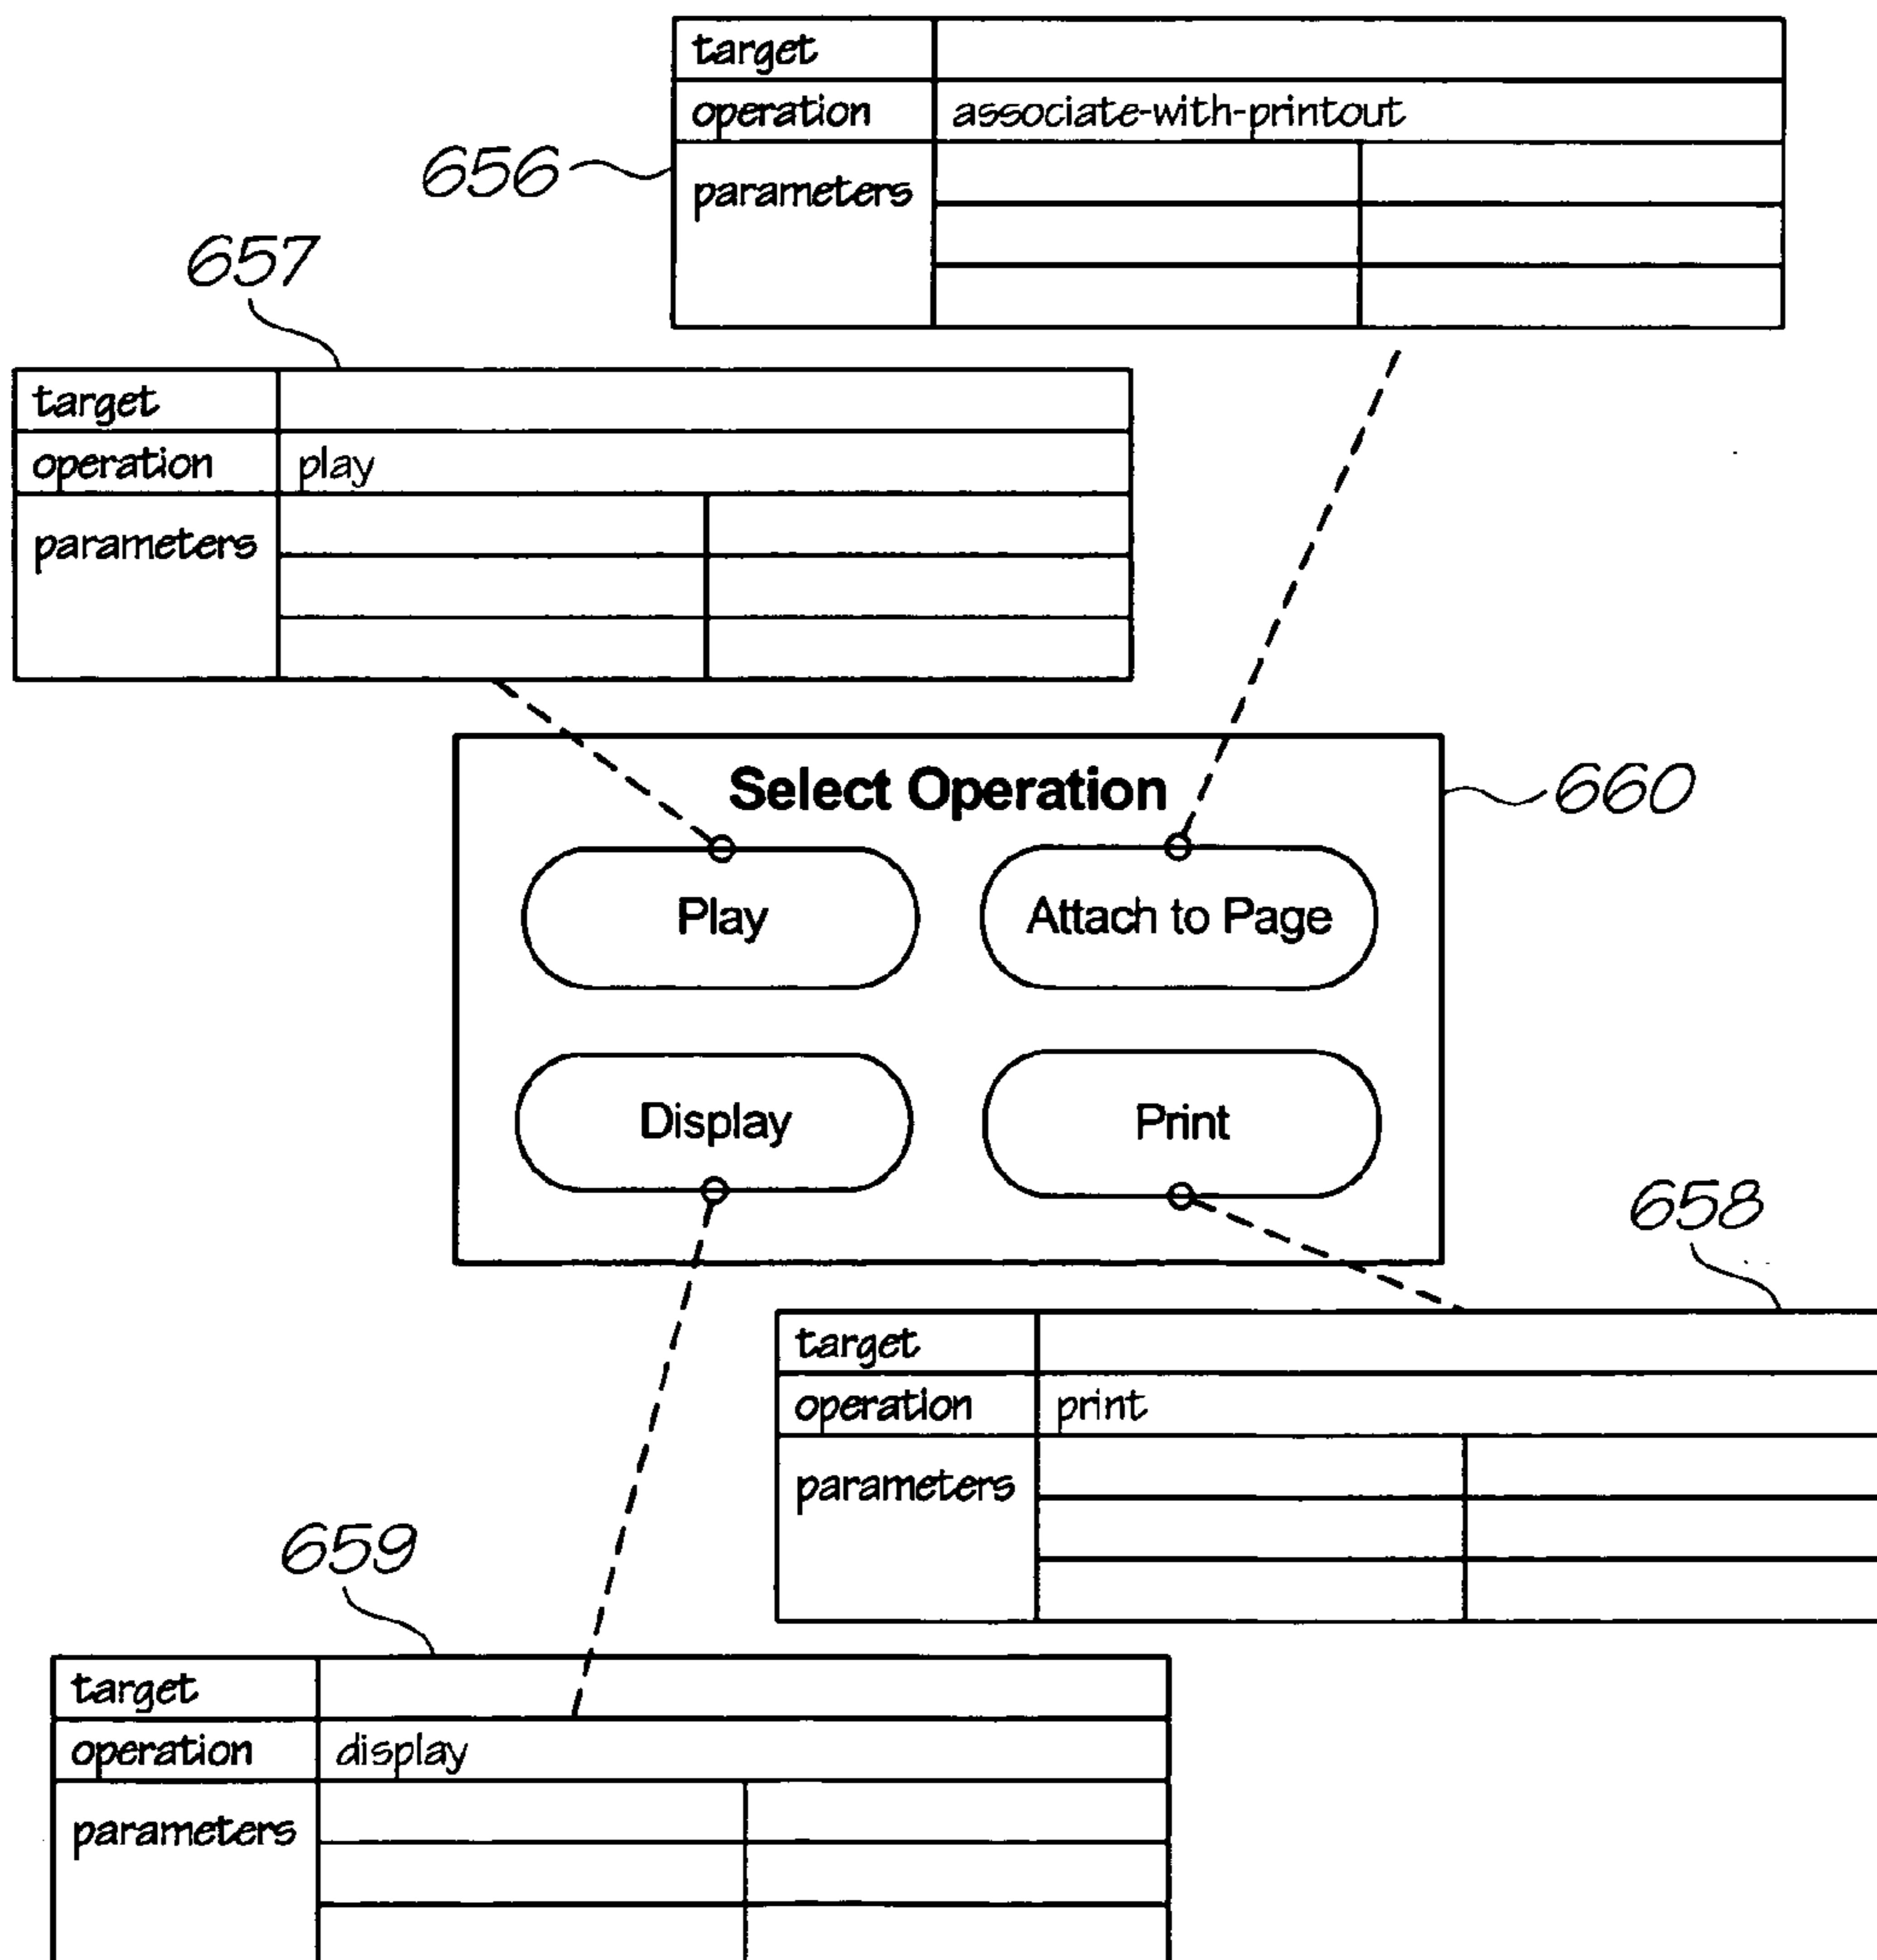 target
operation associate-with-printout
656
parameters
657
target
operation play
parameters
Select Operation
660
Play Attach to Page
Display Print
658
target
operation print
parameters
659
target
operation display
parameters